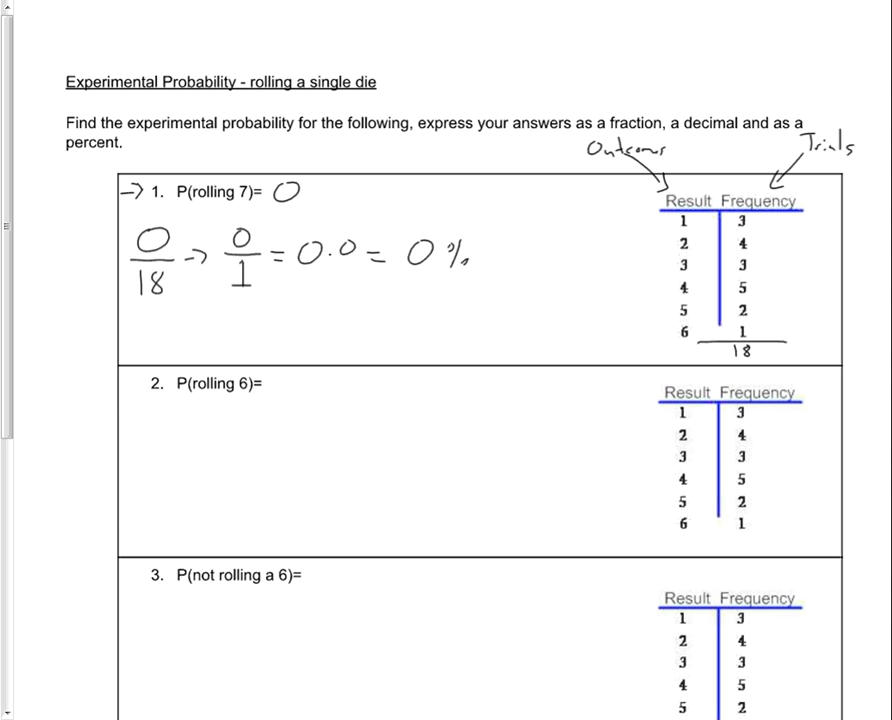 Experimental Probability - rolling a single die
Find the experimental probability for the following, express your answers as a fraction, a decimal and as a
percent.
Outcomes
Trials
→ 1. P(rolling 7)= 0
0/18 → 0/1 = 0.0 = 0%
Result Frequency
1 3
2 4
3 3
4 5
5 2
6 1
18
2. P(rolling 6)=
Result Frequency
1 3
2 4
3 3
4 5
5 2
6 1
3. P(not rolling a 6)=
Result Frequency
1 3
2 4
3 3
4 5
5 2